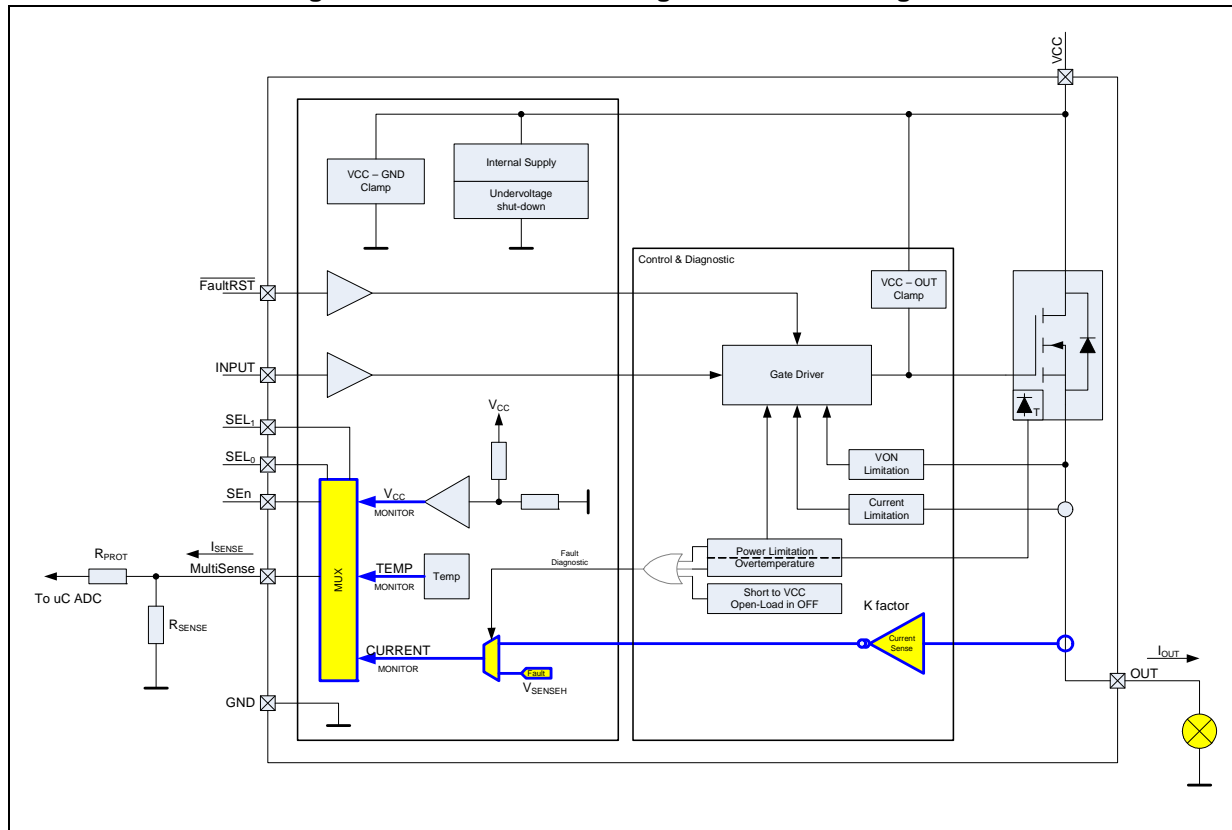 VCC
VCC – GND
Clamp
Internal Supply
Undervoltage
shut-down
Control & Diagnostic
FaultRST
VCC – OUT
Clamp
INPUT
Gate Driver
T
SEL1
VCC
SEL0
VON
Limitation
SEn
VCC
MONITOR
Current
Limitation
RPROT
ISENSE
MultiSense
To uC ADC
RSENSE
MUX
TEMP
MONITOR
Temp
Fault
Diagnostic
Power Limitation
Overtemperature
Short to VCC
Open-Load in OFF
K factor
CURRENT
MONITOR
Current
Sense
Fault
VSENSEH
IOUT
OUT
GND